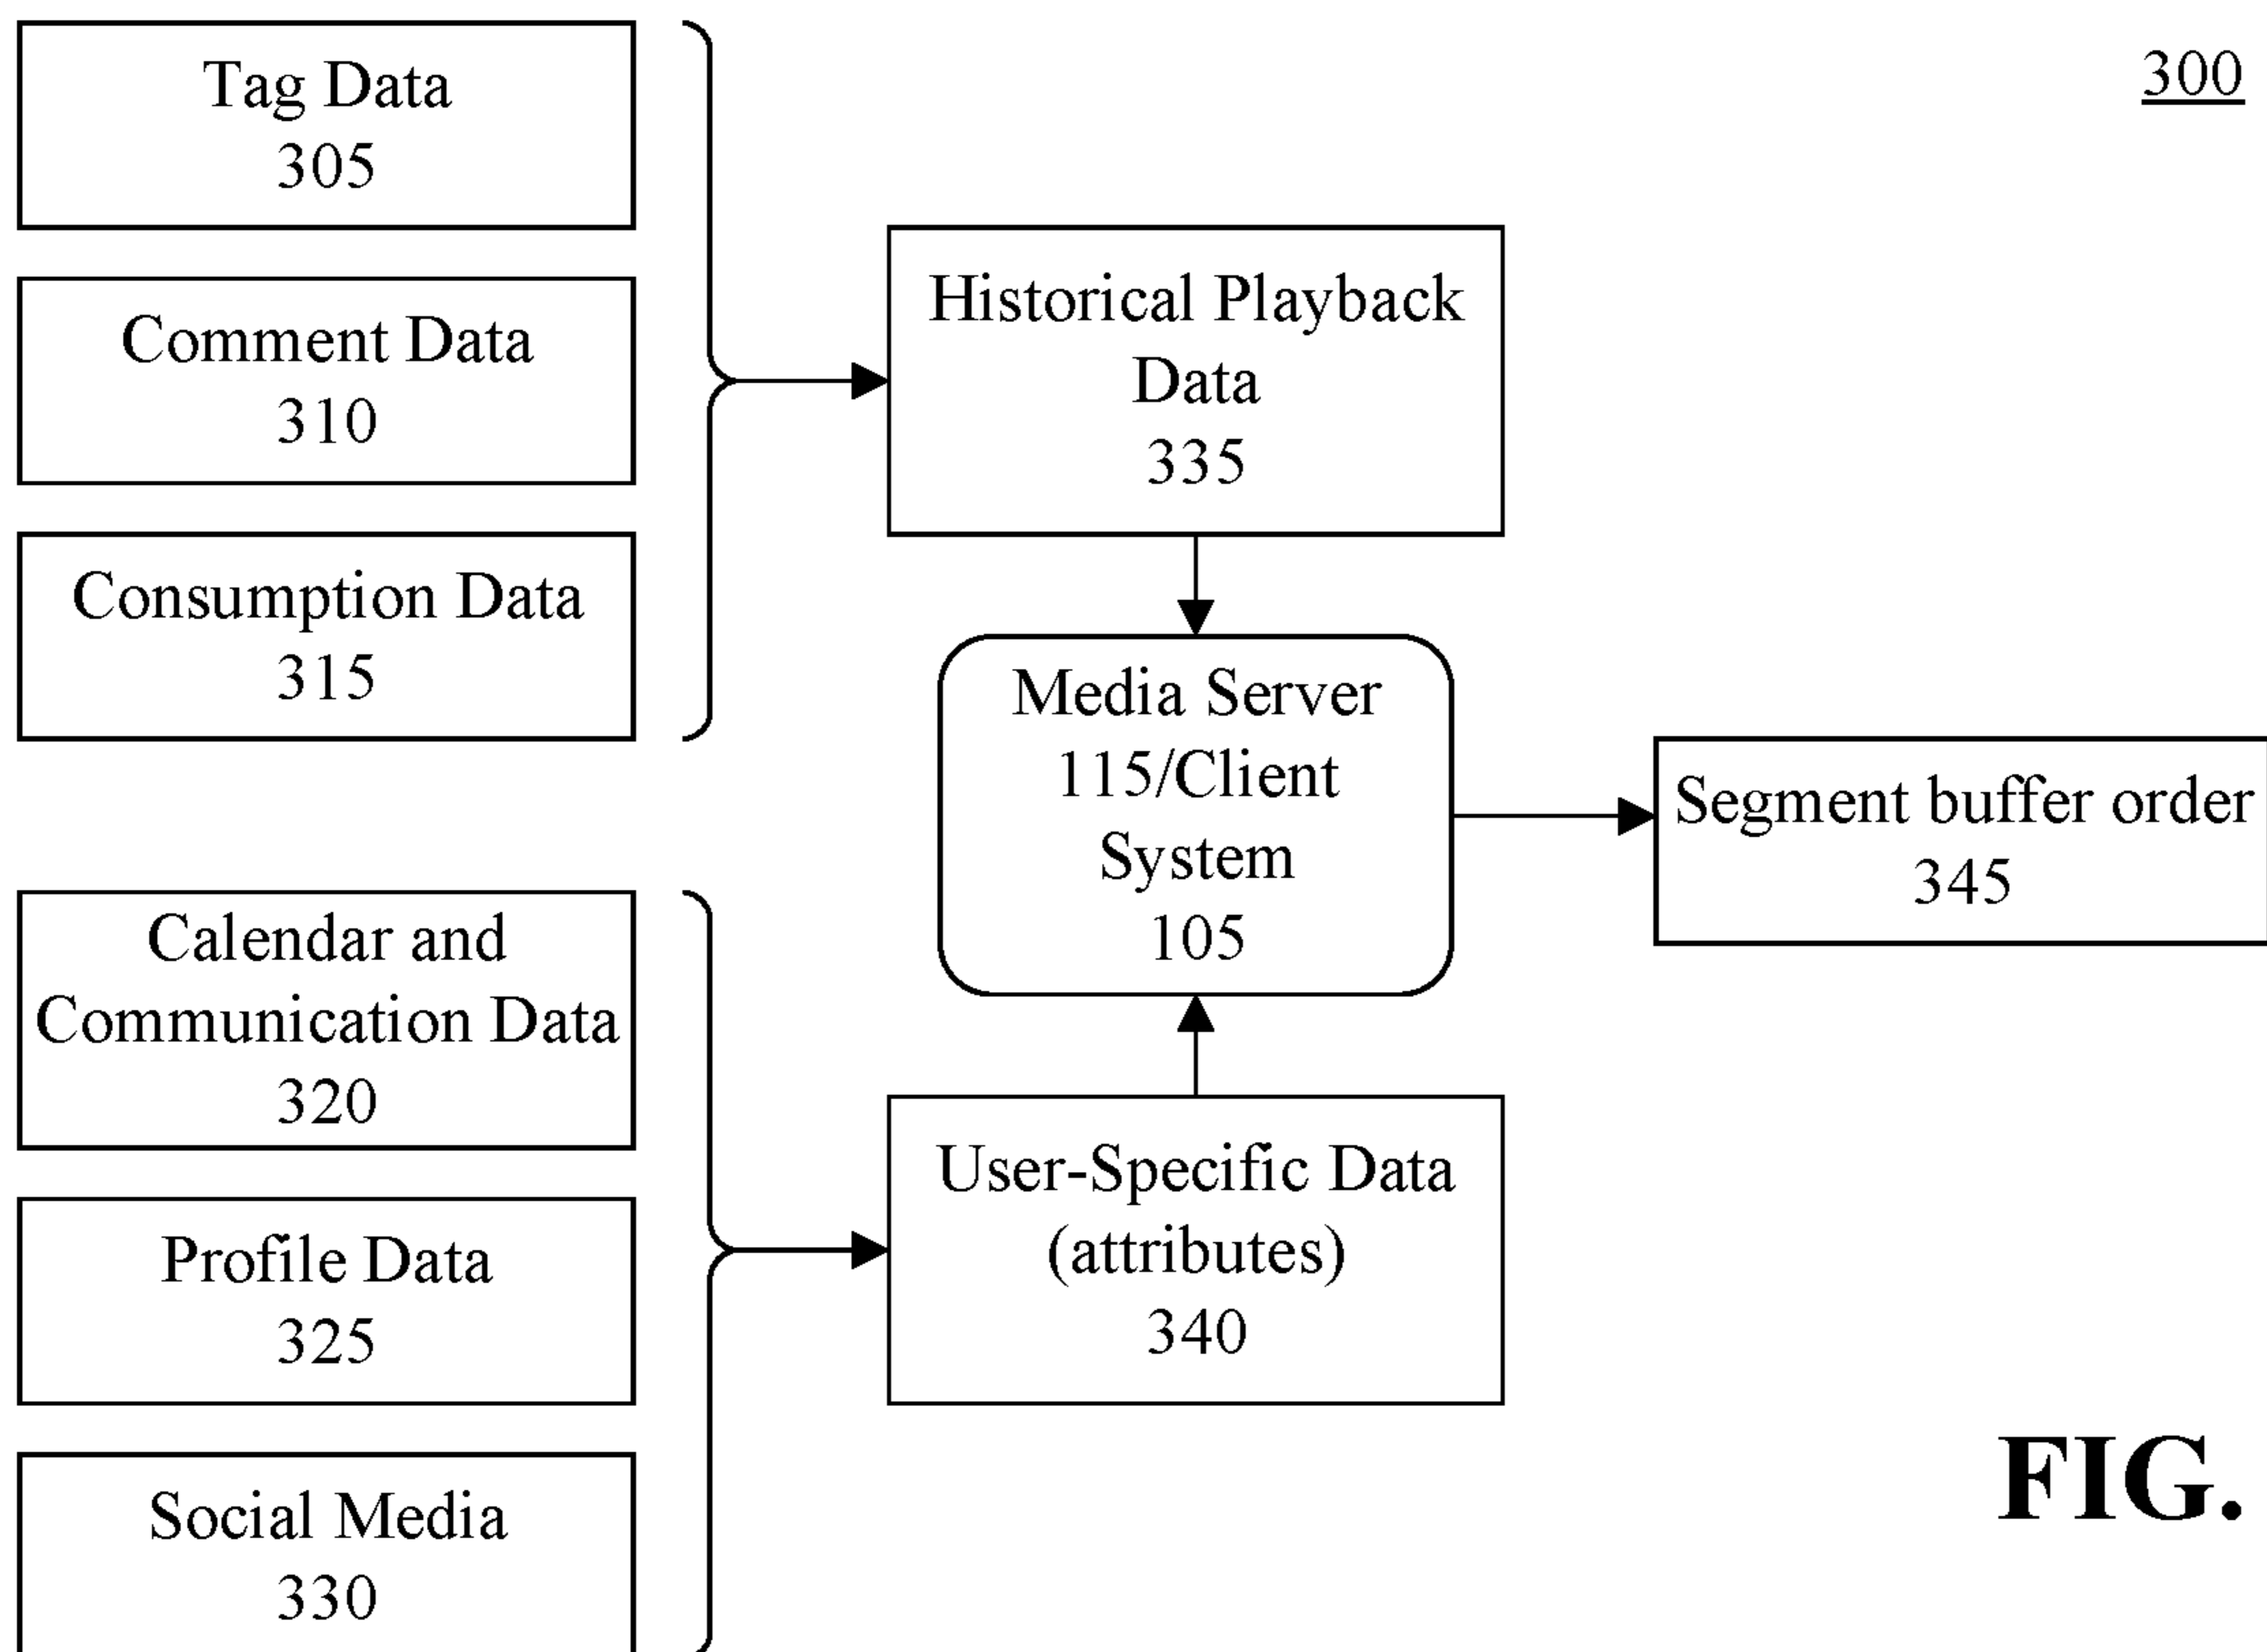 300
Tag Data
305
Comment Data
310
Consumption Data
315
Calendar and
Communication Data
320
Profile Data
325
Social Media
330
Historical Playback
Data
335
Media Server
115/Client
System
105
User-Specific Data
(attributes)
340
Segment buffer order
345
FIG.